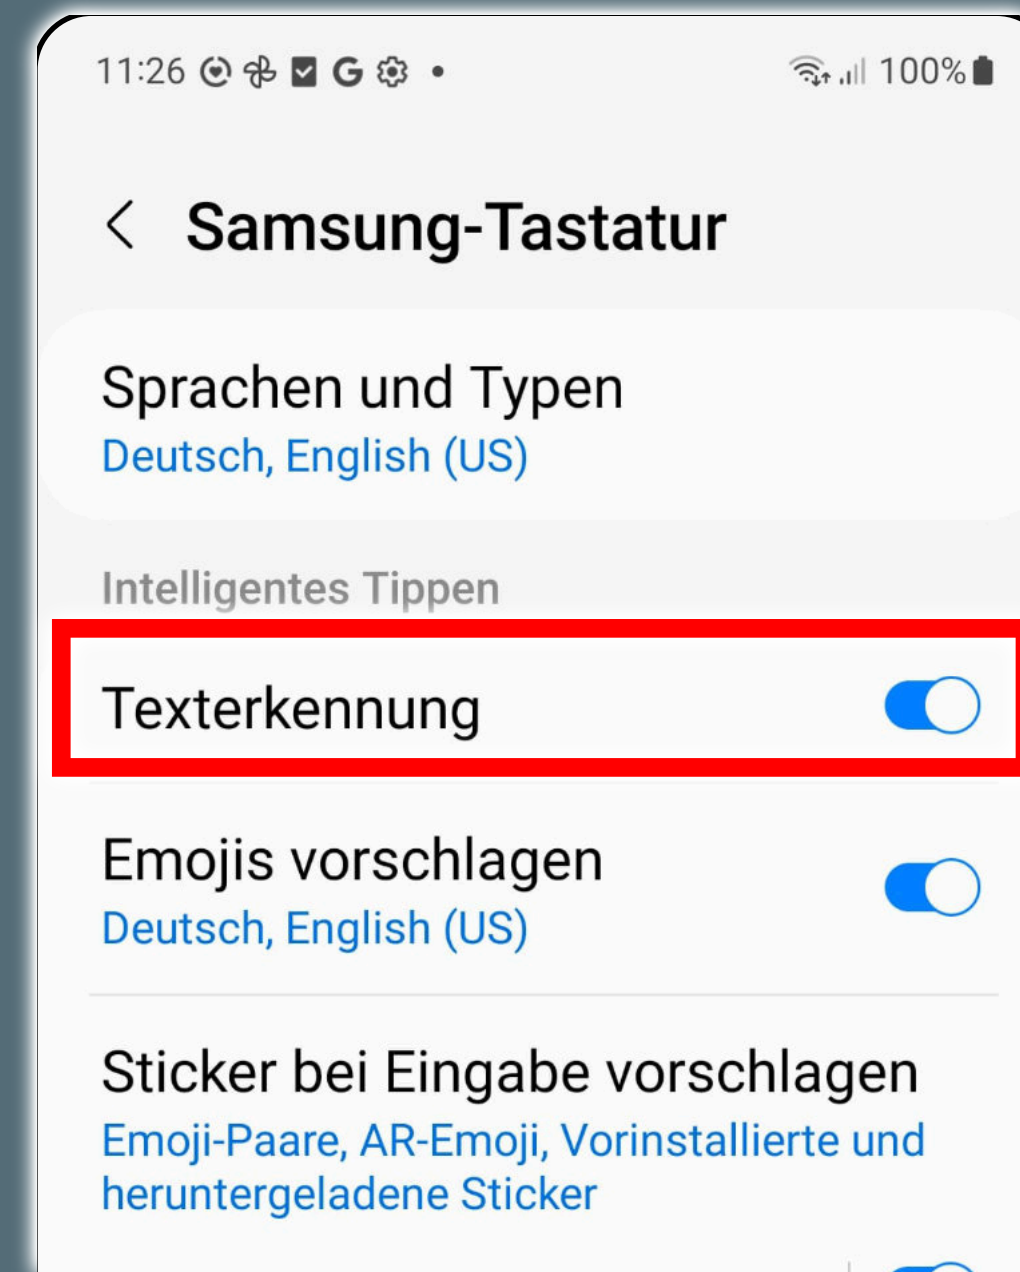 11:26 G 100%
Samsung-Tastatur
Sprachen und Typen
Deutsch, English (US)
Intelligentes Tippen
Texterkennung
Emojis vorschlagen
Deutsch, English (US)
Sticker bei Eingabe vorschlagen
Emoji-Paare, AR-Emoji, Vorinstallierte und
heruntergeladene Sticker